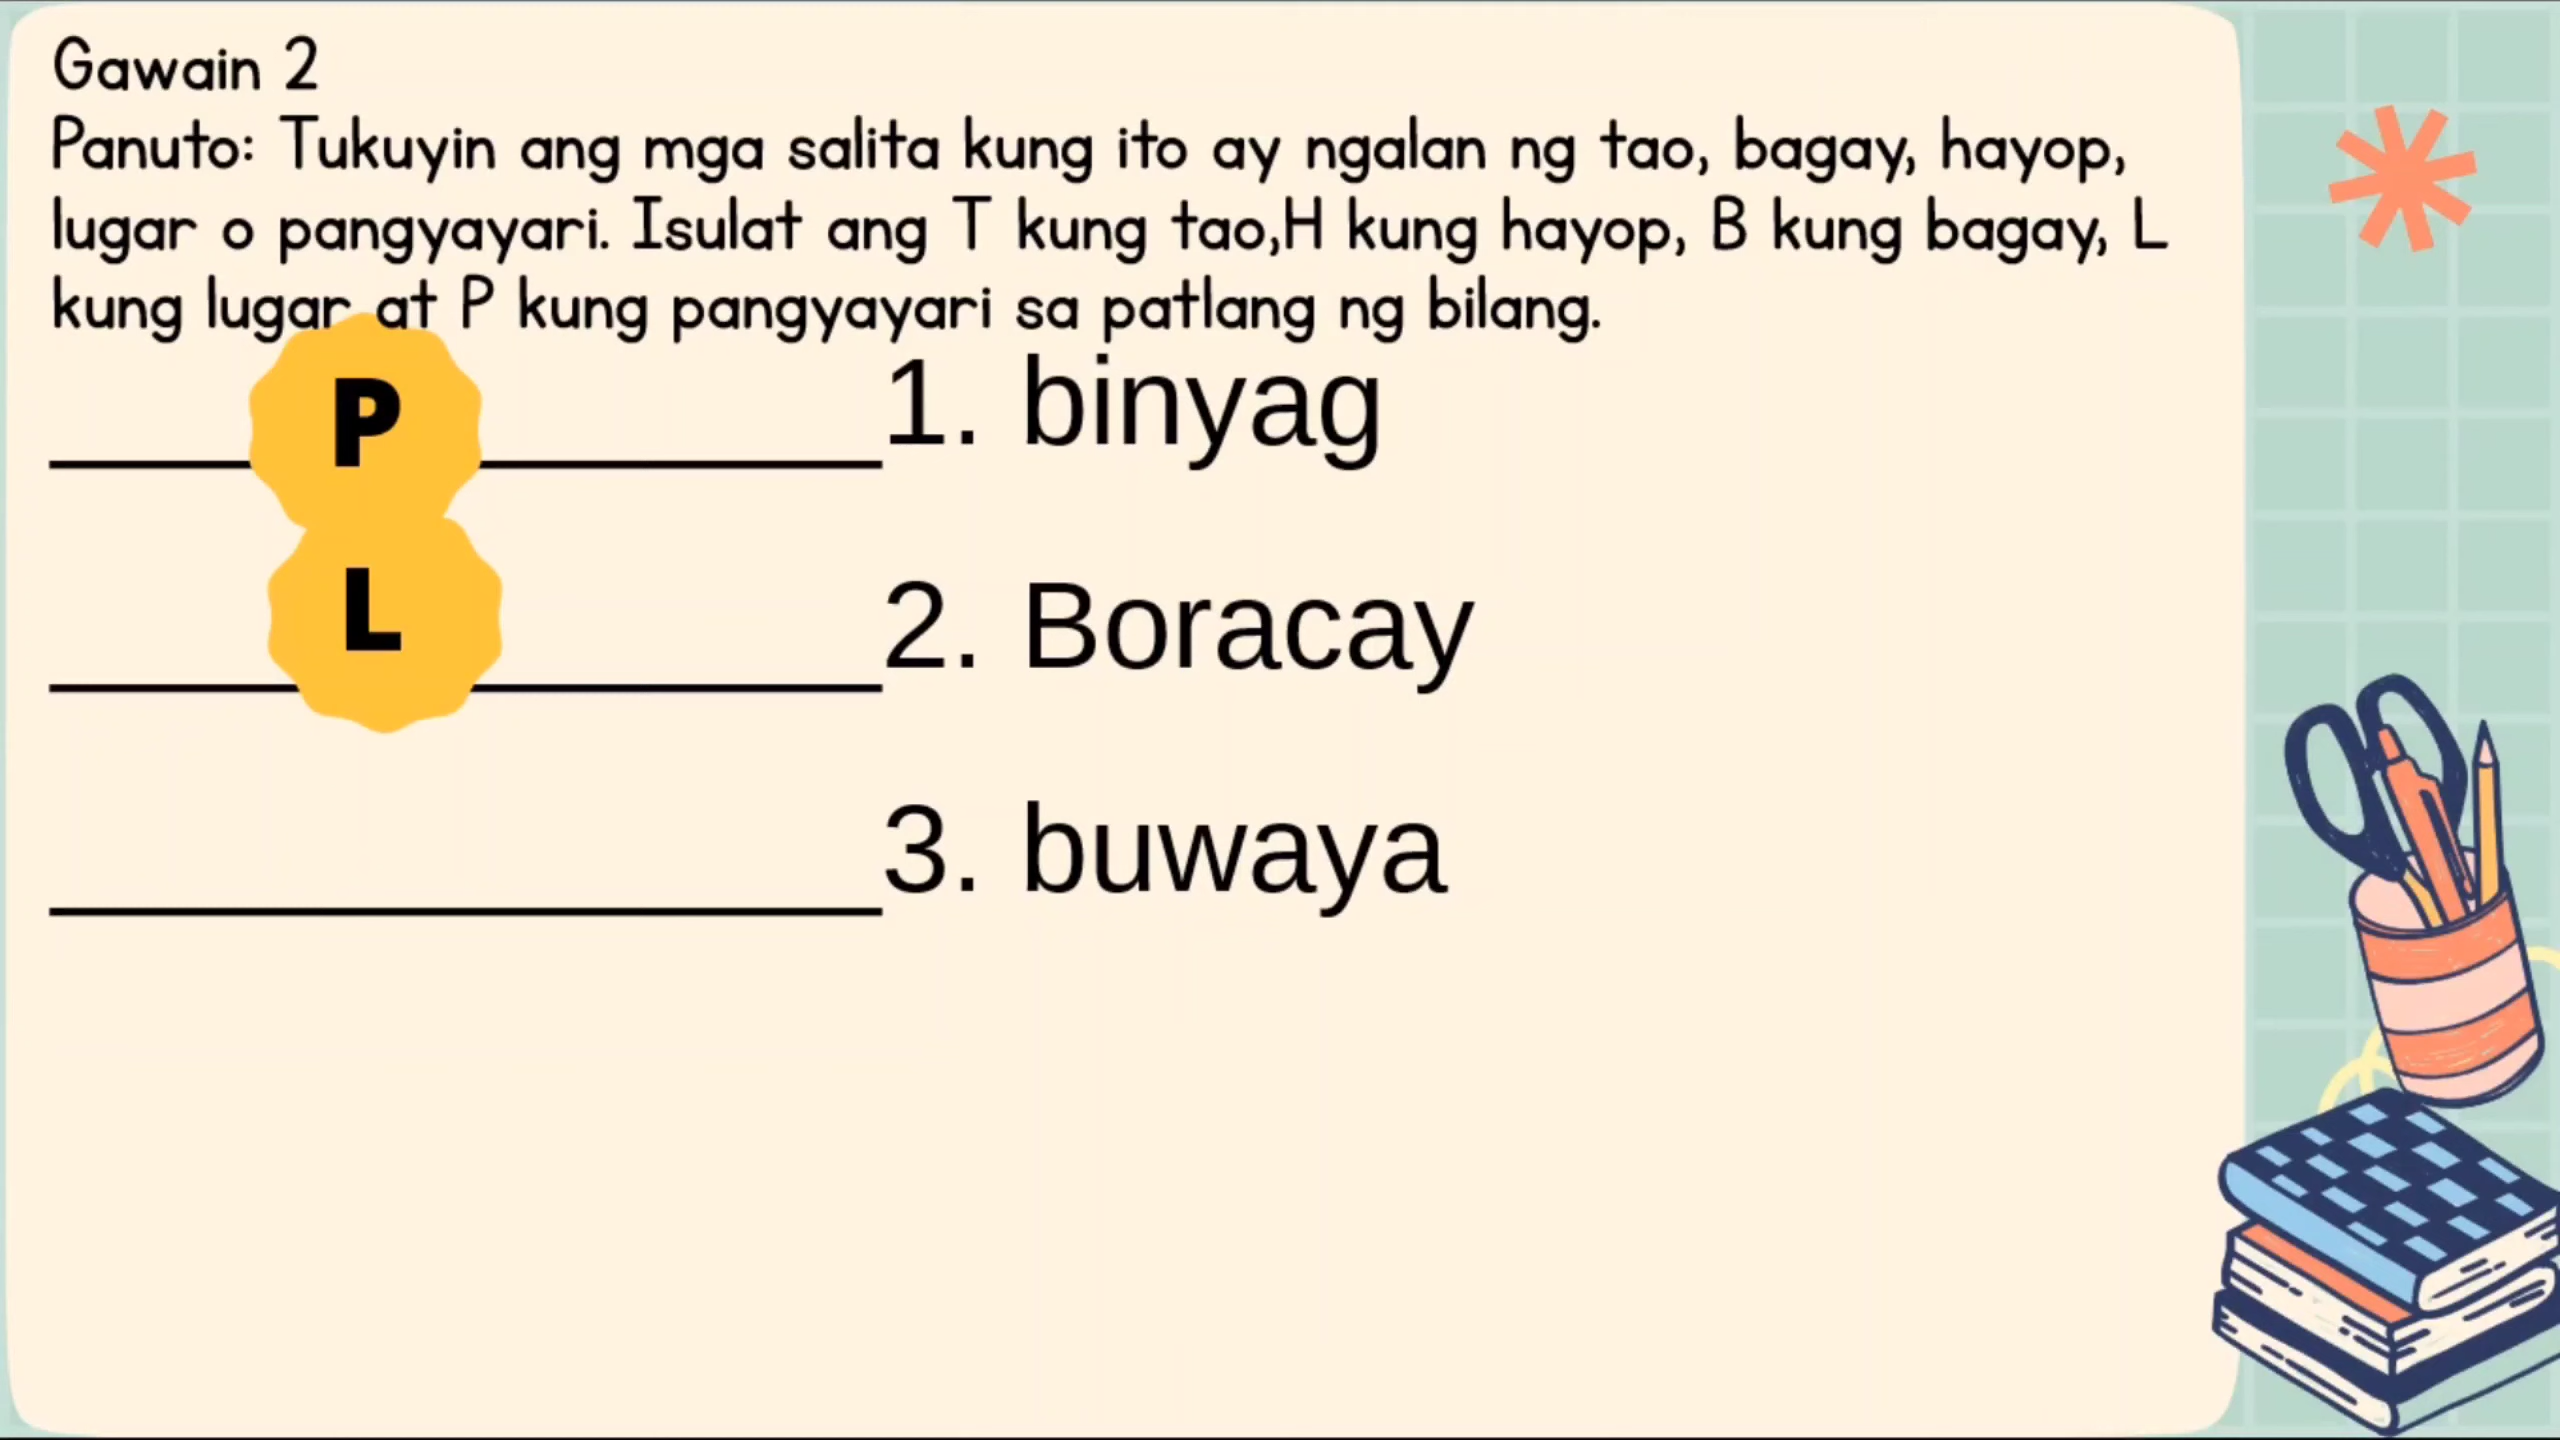 Gawain 2
Panuto: Tukuyin ang mga salita kung ito ay ngalan ng tao, bagay, hayop,
lugar o pangyayari. Isulat ang T kung tao,H kung hayop, B kung bagay, L
kung lugar at P kung pangyayari sa patlang ng bilang.
P
1. binyag
L
2. Boracay
3. buwaya